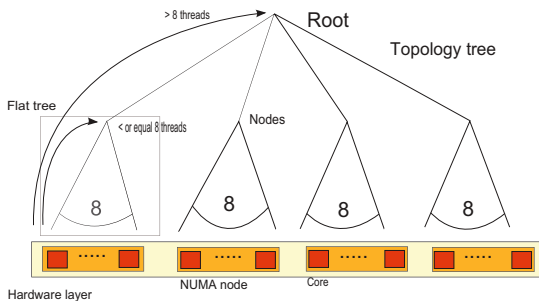 > 8 threads
Root
Topology tree
Flat tree
< or equal 8 threads
Nodes
8
8
8
8
.....
.....
.....
.....
NUMA node
Core
Hardware layer